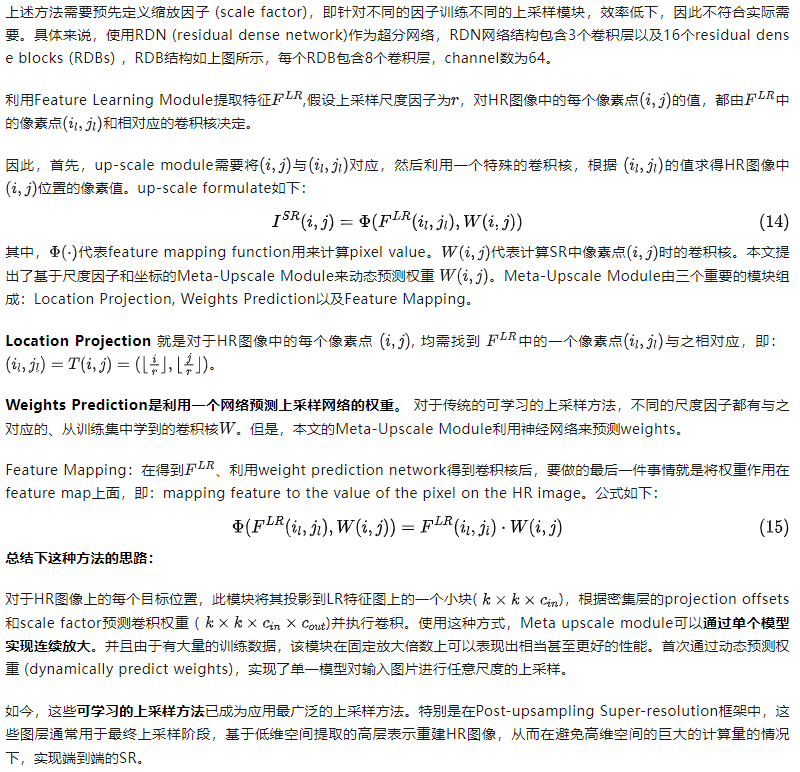 上述方法需要预先定义缩放因子 (scale factor)，即针对不同的因子训练不同的上采样模块，效率低下，因此不符合实际需
要。具体来说，使用RDN (residual dense network)作为超分网络，RDN网络结构包含3个卷积层以及16个residual den
se blocks (RDBs) ，RDB结构如上图所示，每个RDB包含8个卷积层，channel数为64。
利用Feature Learning Module提取特征F^{LR},假设上采样尺度因子为r，对HR图像中的每个像素点(i, j)的值，都由F^{LR}中
的像素点(i_l, j_l)和相对应的卷积核决定。
因此，首先，up-scale module需要将(i, j)与(i_l, j_l)对应，然后利用一个特殊的卷积核，根据 (i_l, j_l)的值求得HR图像中
(i, j)位置的像素值。up-scale formulate如下：
I^{SR}(i, j) = Φ(F^{LR}(i_l, j_l), W(i, j)) (14)
其中，Φ(·)代表feature mapping function用来计算pixel value。W(i, j)代表计算SR中像素点(i, j)时的卷积核。本文提
出了基于尺度因子和坐标的Meta-Upscale Module来动态预测权重 W(i, j)。Meta-Upscale Module由三个重要的模块组
成：Location Projection, Weights Prediction以及Feature Mapping。
Location Projection 就是对于HR图像中的每个像素点 (i, j), 均需找到 F^{LR}中的一个像素点(i_l, j_l)与之相对应，即：
(i_l, j_l) = T(i, j) = (⌊i/r⌋, ⌊j/r⌋)。
Weights Prediction是利用一个网络预测上采样网络的权重。 对于传统的可学习的上采样方法，不同的尺度因子都有与之
对应的、从训练集中学到的卷积核W。但是，本文的Meta-Upscale Module利用神经网络来预测weights。
Feature Mapping：在得到F^{LR}、利用weight prediction network得到卷积核后，要做的最后一件事情就是将权重作用在
feature map上面，即：mapping feature to the value of the pixel on the HR image。公式如下：
Φ(F^{LR}(i_l, j_l), W(i, j)) = F^{LR}(i_l, j_i) · W(i, j) (15)
总结下这种方法的思路：
对于HR图像上的每个目标位置，此模块将其投影到LR特征图上的一个小块( k × k × c_{in})，根据密集层的projection offsets
和scale factor预测卷积权重 ( k × k × c_{in} × c_{out})并执行卷积。使用这种方式，Meta upscale module可以通过单个模型
实现连续放大。并且由于有大量的训练数据，该模块在固定放大倍数上可以表现出相当甚至更好的性能。首次通过动态预测权
重 (dynamically predict weights)，实现了单一模型对输入图片进行任意尺度的上采样。
如今，这些可学习的上采样方法已成为应用最广泛的上采样方法。特别是在Post-upsampling Super-resolution框架中，这
些图层通常用于最终上采样阶段，基于低维空间提取的高层表示重建HR图像，从而在避免高维空间的巨大的计算量的情况
下，实现端到端的SR。